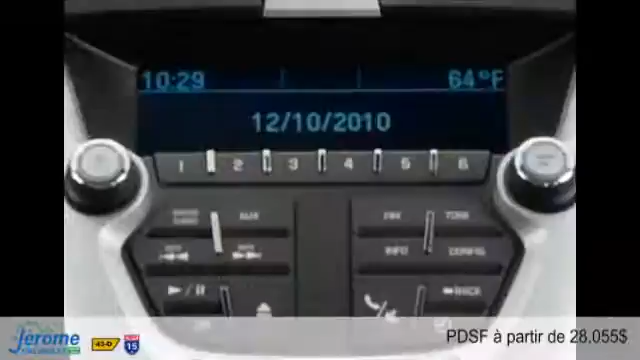 10:29 64°F
12/10/2010
1 2 3 4 5 6
AUX FAV TONE
INFO CONFIG
BACK
Jerome PDSF à partir de 28.055$
15